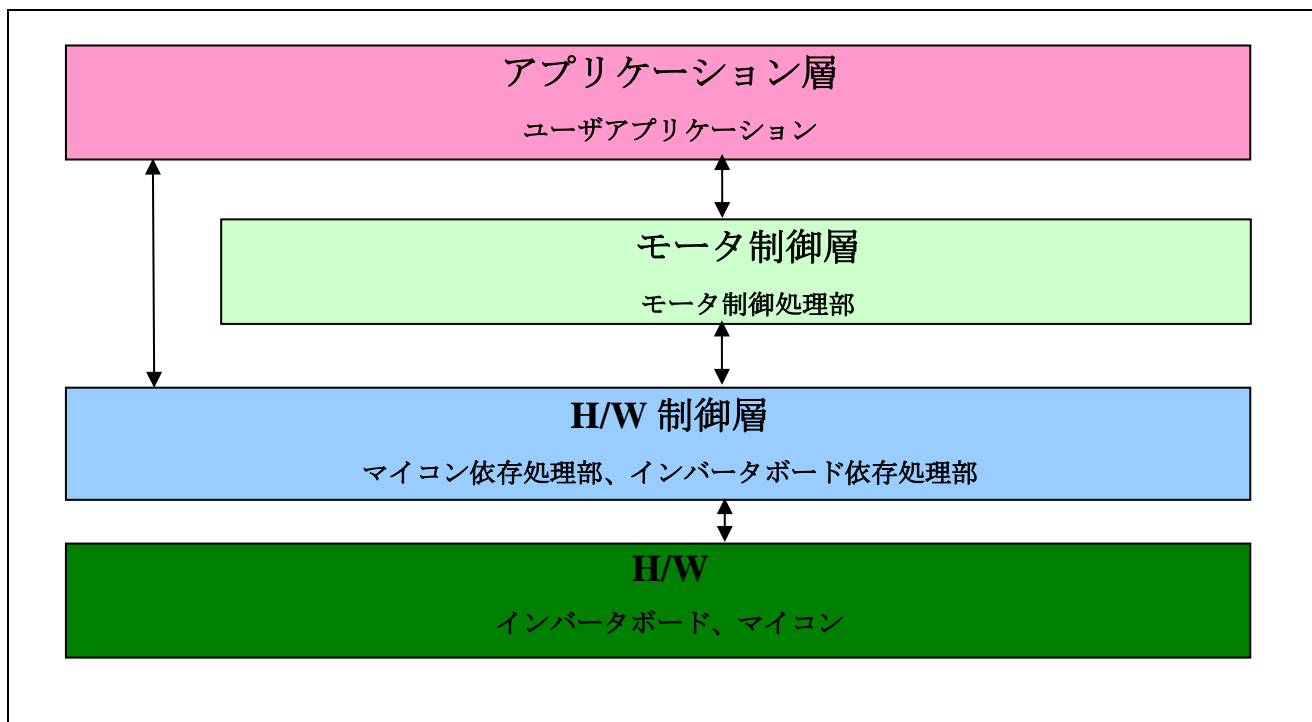 アプリケーション層
ユーザアプリケーション
モータ制御層
モータ制御処理部
H/W 制御層
マイコン依存処理部、インバータボード依存処理部
H/W
インバータボード、マイコン